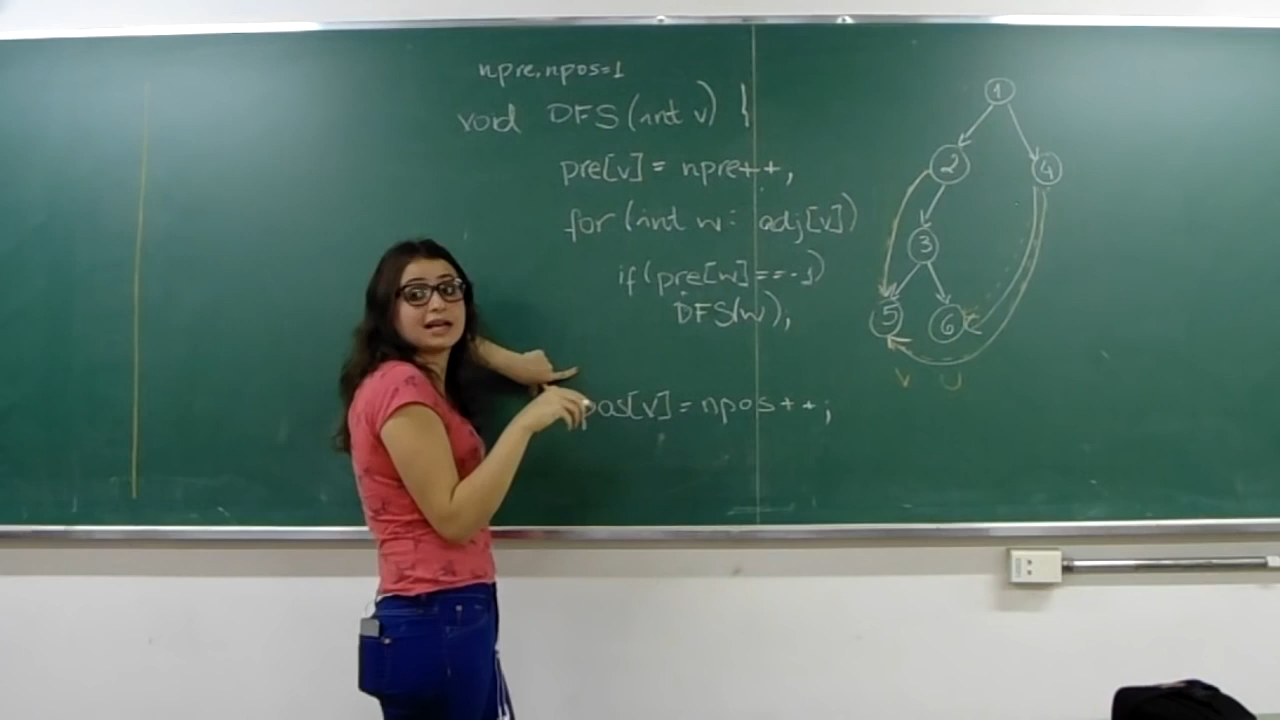 npre, npos=1
void DFS(int v) {
pre[v] = npre++;
for (int w : adj[v])
if(pre[w]==-1)
DFS(w);
pos[v] = npos++;
1
2
4
3
5
6
V U